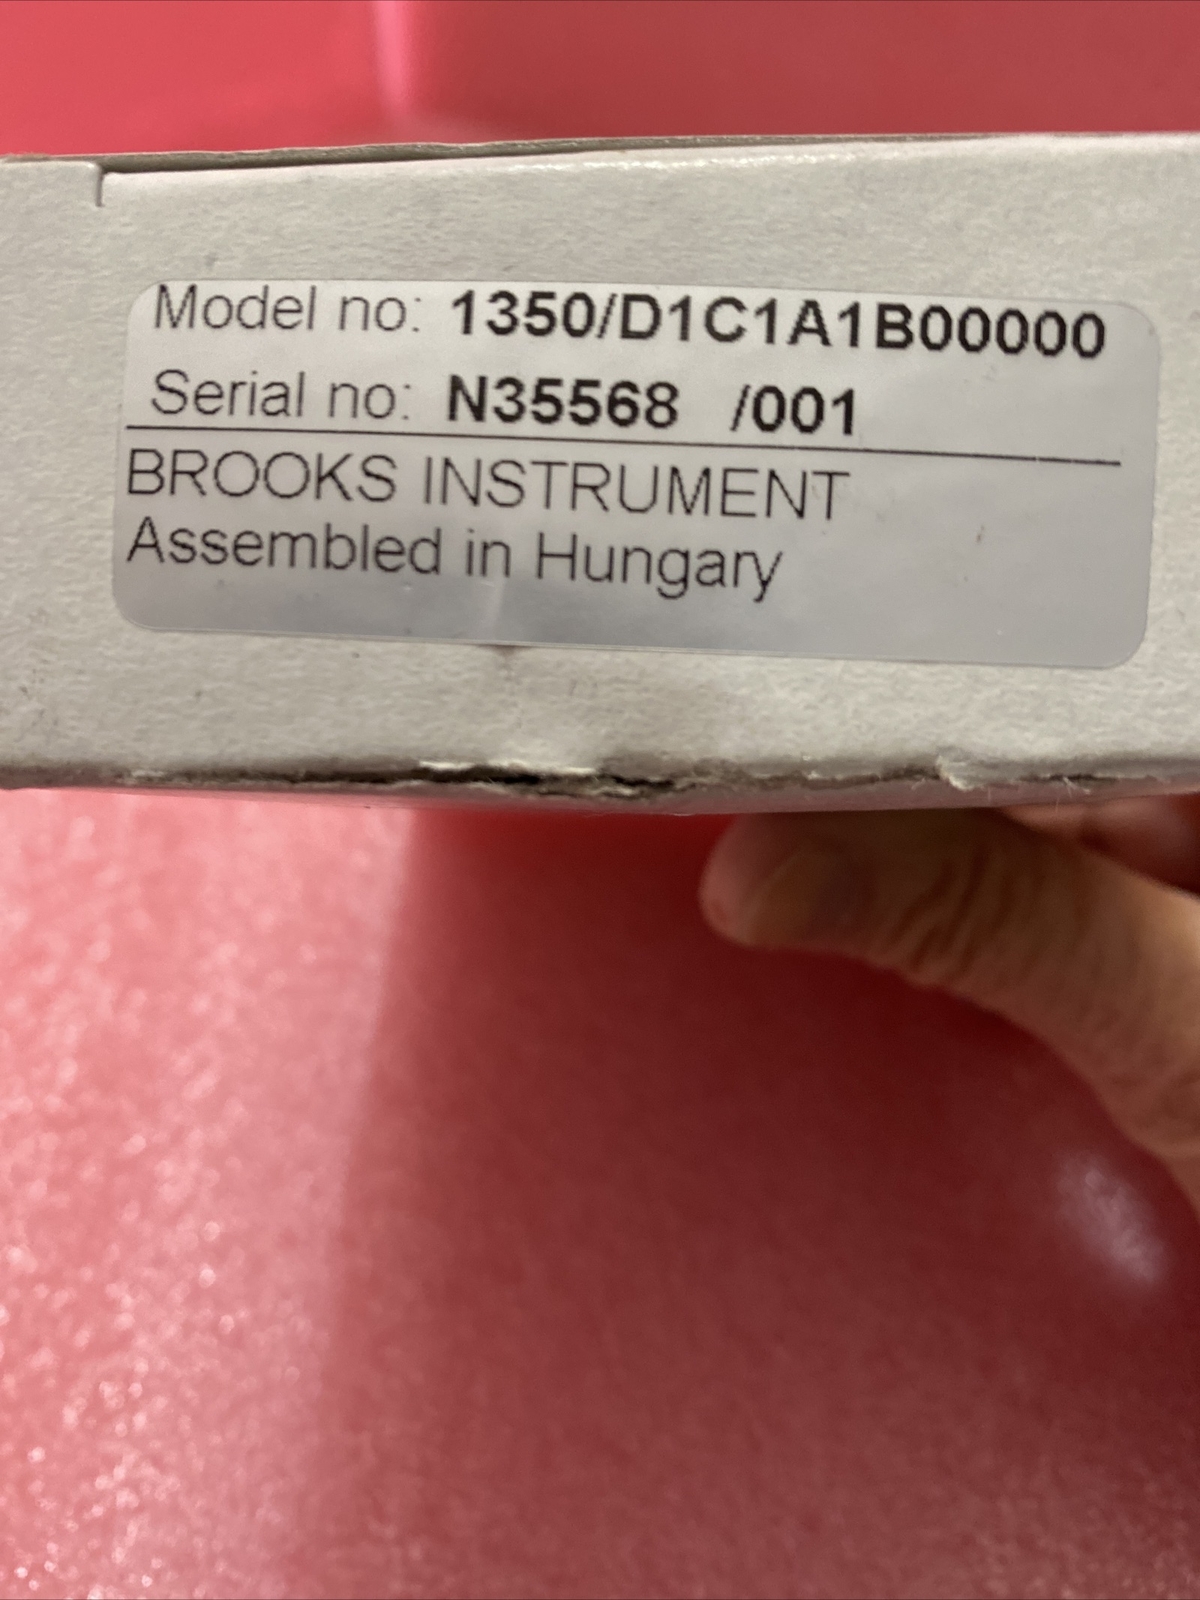 Model no: 1350/D1C1A1B00000
Serial no: N35568 /001
BROOKS INSTRUMENT
Assembled in Hungary